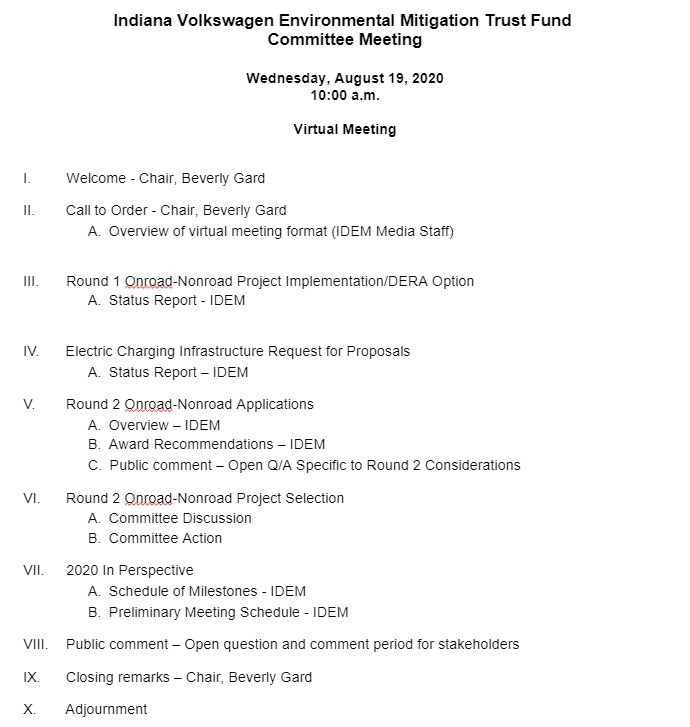 Indiana Volkswagen Environmental Mitigation Trust Fund
Committee Meeting
Wednesday, August 19, 2020
10:00 a.m.
Virtual Meeting
I. Welcome - Chair, Beverly Gard
II. Call to Order - Chair, Beverly Gard
A. Overview of virtual meeting format (IDEM Media Staff)
III. Round 1 Onroad-Nonroad Project Implementation/DERA Option
A. Status Report - IDEM
IV. Electric Charging Infrastructure Request for Proposals
A. Status Report – IDEM
V. Round 2 Onroad-Nonroad Applications
A. Overview – IDEM
B. Award Recommendations – IDEM
C. Public comment – Open Q/A Specific to Round 2 Considerations
VI. Round 2 Onroad-Nonroad Project Selection
A. Committee Discussion
B. Committee Action
VII. 2020 In Perspective
A. Schedule of Milestones - IDEM
B. Preliminary Meeting Schedule - IDEM
VIII. Public comment – Open question and comment period for stakeholders
IX. Closing remarks – Chair, Beverly Gard
X. Adjournment